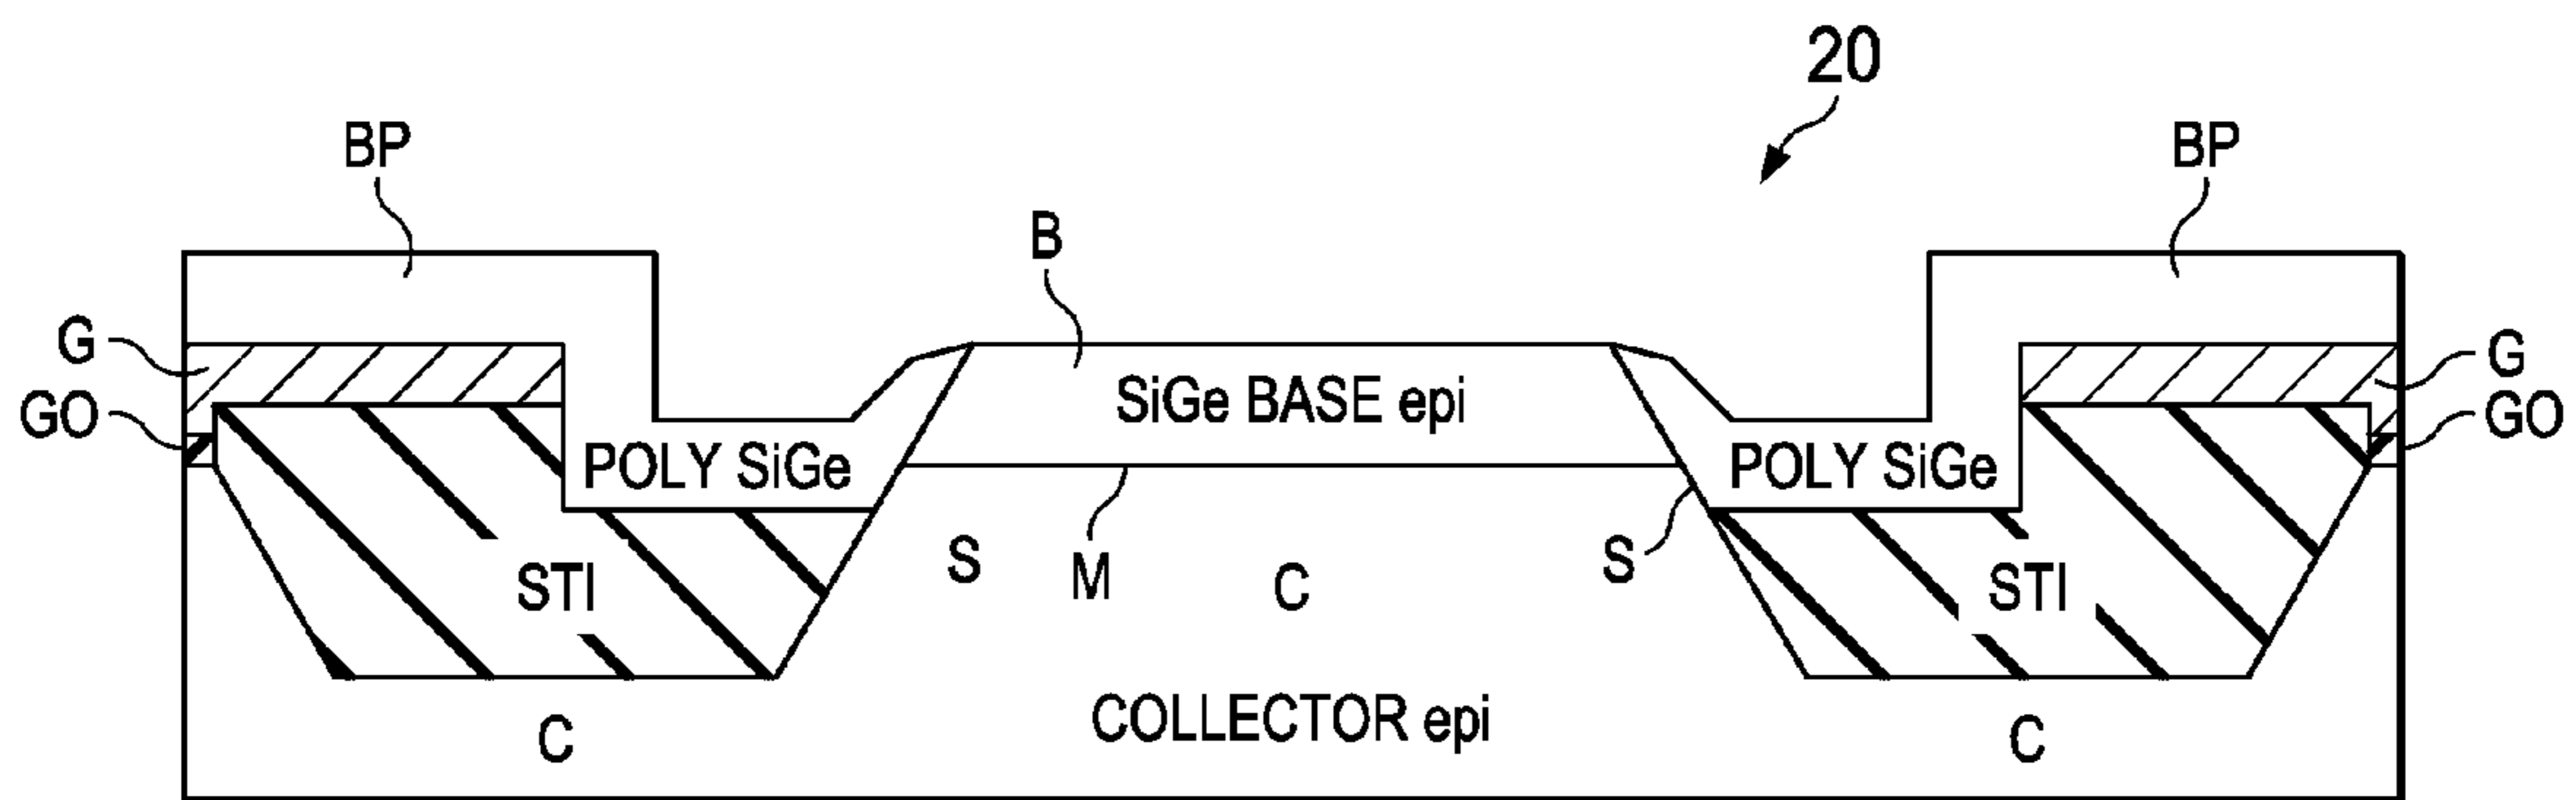 20
BP
BP
B
G
G
GO
GO
SiGe BASE epi
POLY SiGe
POLY SiGe
S
M
C
S
STI
STI
COLLECTOR epi
C
C